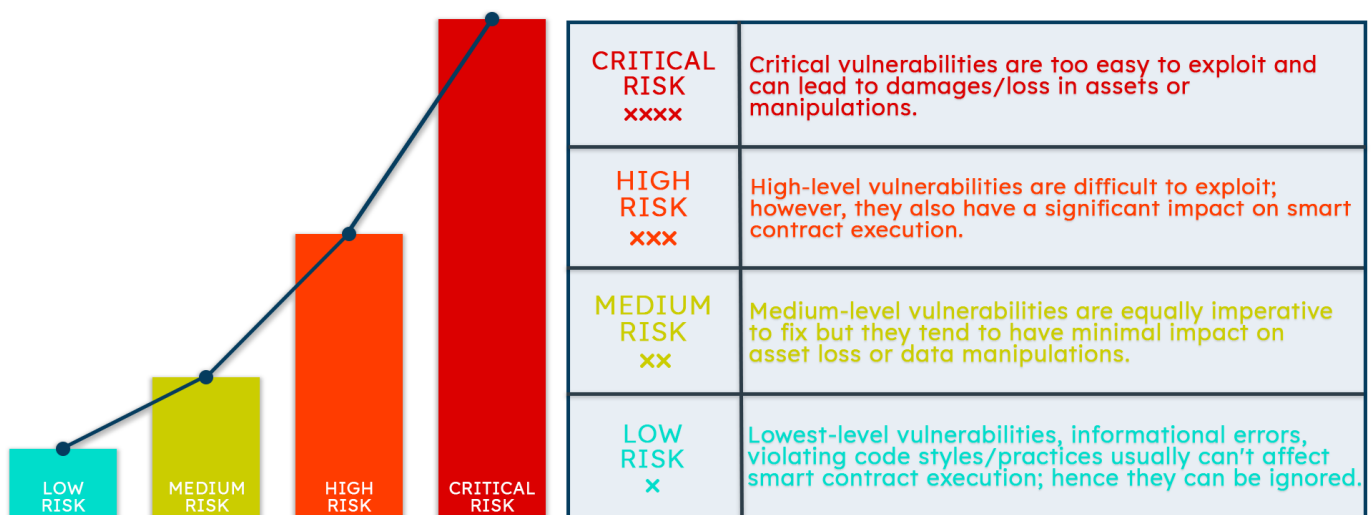 LOW
RISK
MEDIUM
RISK
HIGH
RISK
CRITICAL
RISK
CRITICAL
RISK
××××
Critical vulnerabilities are too easy to exploit and
can lead to damages/loss in assets or
manipulations.
HIGH
RISK
×××
High-level vulnerabilities are difficult to exploit;
however, they also have a significant impact on smart
contract execution.
MEDIUM
RISK
××
Medium-level vulnerabilities are equally imperative
to fix but they tend to have minimal impact on
asset loss or data manipulations.
LOW
RISK
×
Lowest-level vulnerabilities, informational errors,
violating code styles/practices usually can't affect
smart contract execution; hence they can be ignored.